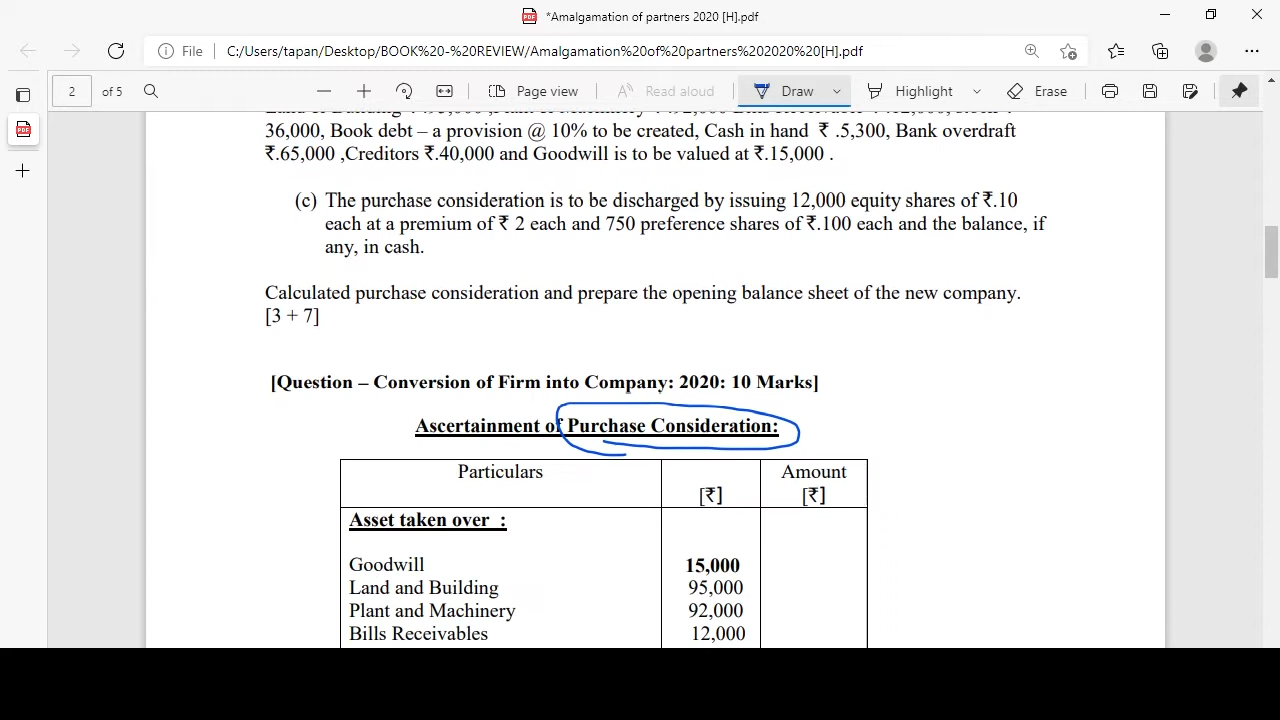 *Amalgamation of partners 2020 [H].pdf
File C:/Users/tapan/Desktop/BOOK%20-%20REVIEW/Amalgamation%20of%20partners%202020%20[H].pdf
2 of 5 Page view Read aloud Draw Highlight Erase
36,000, Book debt – a provision @ 10% to be created, Cash in hand ₹ .5,300, Bank overdraft
₹.65,000 ,Creditors ₹.40,000 and Goodwill is to be valued at ₹.15,000 .
(c) The purchase consideration is to be discharged by issuing 12,000 equity shares of ₹.10
each at a premium of ₹ 2 each and 750 preference shares of ₹.100 each and the balance, if
any, in cash.
Calculated purchase consideration and prepare the opening balance sheet of the new company.
[3 + 7]
[Question – Conversion of Firm into Company: 2020: 10 Marks]
Ascertainment of Purchase Consideration:
Particulars Amount
[₹] [₹]
Asset taken over :
Goodwill 15,000
Land and Building 95,000
Plant and Machinery 92,000
Bills Receivables 12,000